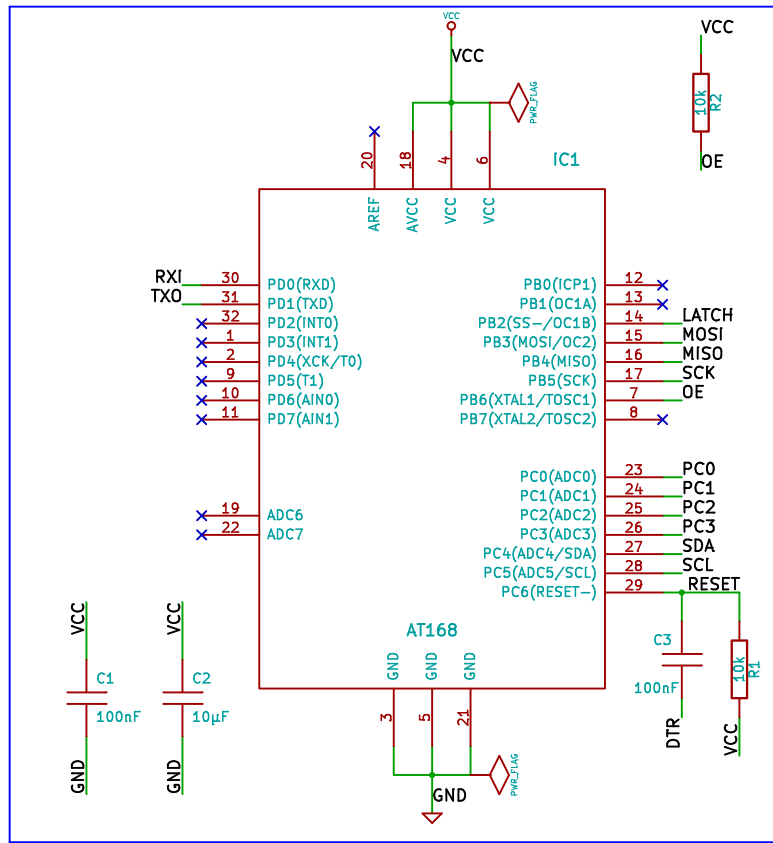 VCC
VCC
PWR_FLAG
VCC
10k
R2
OE
IC1
20
18
4
6
AREF
AVCC
VCC
VCC
RXI
30
PD0(RXD)
TXO
31
PD1(TXD)
32
PD2(INT0)
1
PD3(INT1)
2
PD4(XCK/T0)
9
PD5(T1)
10
PD6(AIN0)
11
PD7(AIN1)
19
ADC6
22
ADC7
PB0(ICP1)
12
PB1(OC1A)
13
PB2(SS-/OC1B)
14
LATCH
PB3(MOSI/OC2)
15
MOSI
PB4(MISO)
16
MISO
PB5(SCK)
17
SCK
PB6(XTAL1/TOSC1)
7
OE
PB7(XTAL2/TOSC2)
8
PC0(ADC0)
23
PC0
PC1(ADC1)
24
PC1
PC2(ADC2)
25
PC2
PC3(ADC3)
26
PC3
PC4(ADC4/SDA)
27
SDA
PC5(ADC5/SCL)
28
SCL
PC6(RESET-)
29
RESET
AT168
GND
GND
GND
3
5
21
GND
PWR_FLAG
VCC
C1
100nF
GND
VCC
C2
10µF
GND
C3
100nF
DTR
10k
R1
VCC